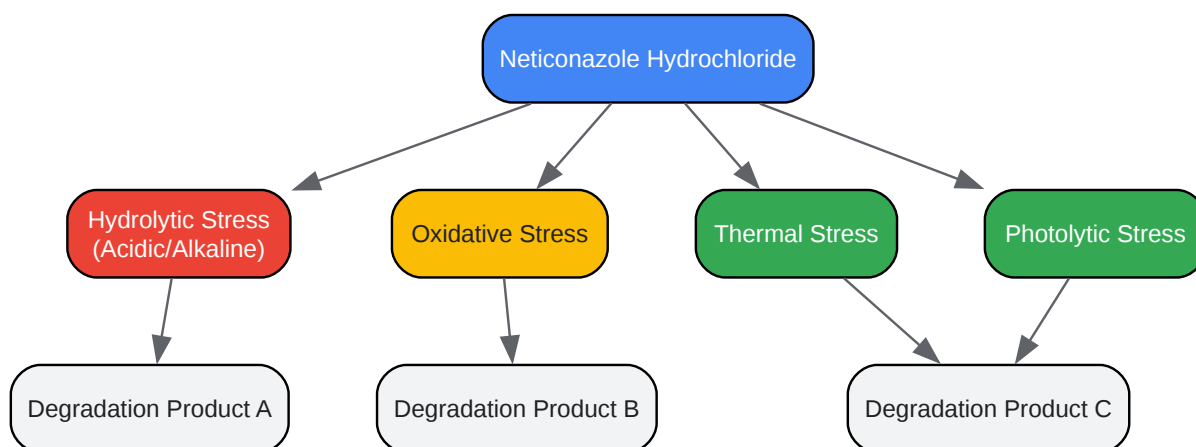 Neticonazole Hydrochloride
Hydrolytic Stress
(Acidic/Alkaline)
Oxidative Stress
Thermal Stress
Photolytic Stress
Degradation Product A
Degradation Product B
Degradation Product C